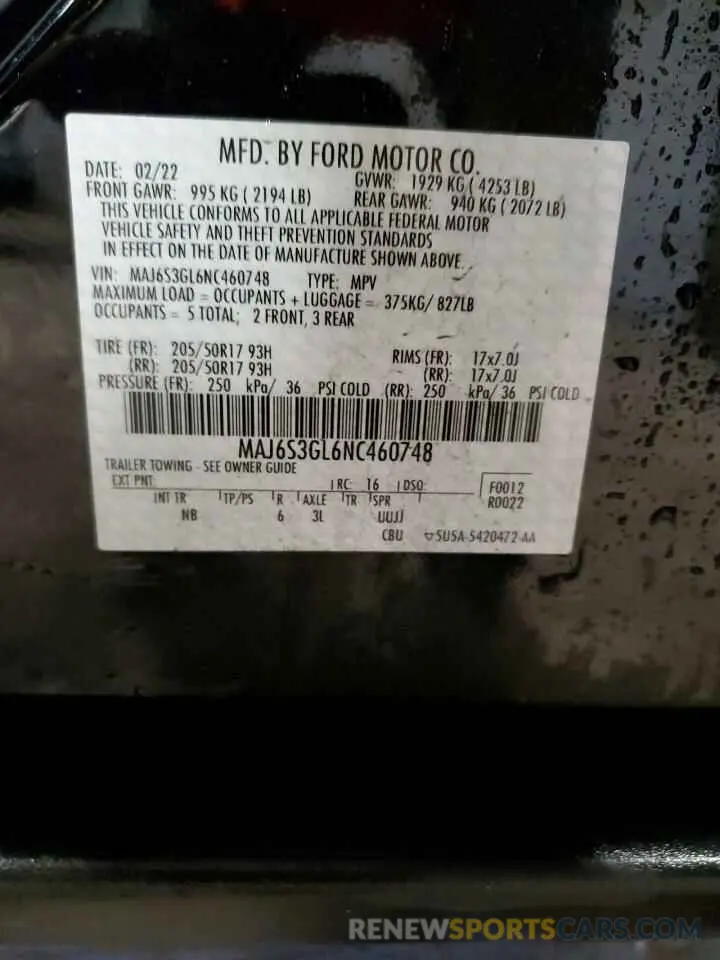 MFD. BY FORD MOTOR CO.
DATE: 02/22 GVWR: 1929 KG ( 4253 LB)
FRONT GAWR: 995 KG ( 2194 LB) REAR GAWR: 940 KG ( 2072 LB)
THIS VEHICLE CONFORMS TO ALL APPLICABLE FEDERAL MOTOR
VEHICLE SAFETY AND THEFT PREVENTION STANDARDS
IN EFFECT ON THE DATE OF MANUFACTURE SHOWN ABOVE.
VIN: MAJ6S3GL6NC460748 TYPE: MPV
MAXIMUM LOAD = OCCUPANTS + LUGGAGE = 375KG/ 827LB
OCCUPANTS = 5 TOTAL; 2 FRONT, 3 REAR
TIRE (FR): 205/50R17 93H RIMS (FR): 17x7.0J
(RR): 205/50R17 93H (RR): 17x7.0J
PRESSURE (FR): 250 kPa/ 36 PSI COLD (RR): 250 kPa/ 36 PSI COLD
MAJ6S3GL6NC460748
TRAILER TOWING - SEE OWNER GUIDE
EXT PNT: RC: 16 DSO: F0012
INT TR TP/PS R AXLE TR SPR R0022
NB 6 3L UUJJ
CBU 5U5A-5420472-AA
RENEWSPORTSCARS.COM